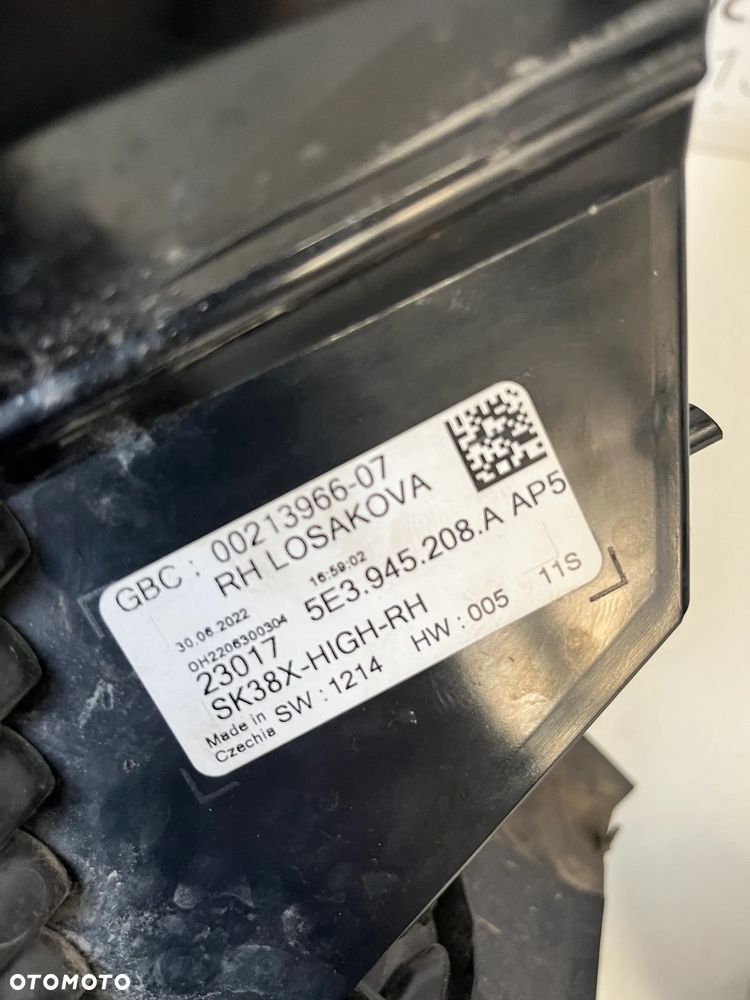 GBC : 00213966-07
RH LOSAKOVA
30.06.2022 16:59:02
0H2206300304
23017 5E3.945.208.A AP5
SK38X-HIGH-RH
Made in Czechia SW : 1214 HW : 005 11S
OTOMOTO